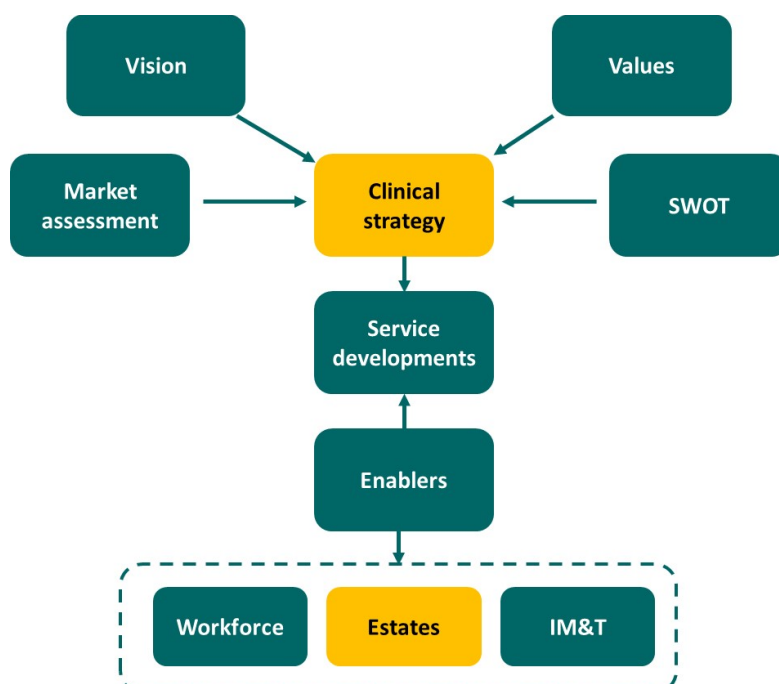 Vision
Values
Market
assessment
Clinical
strategy
SWOT
Service
developments
Enablers
Workforce
Estates
IM&T